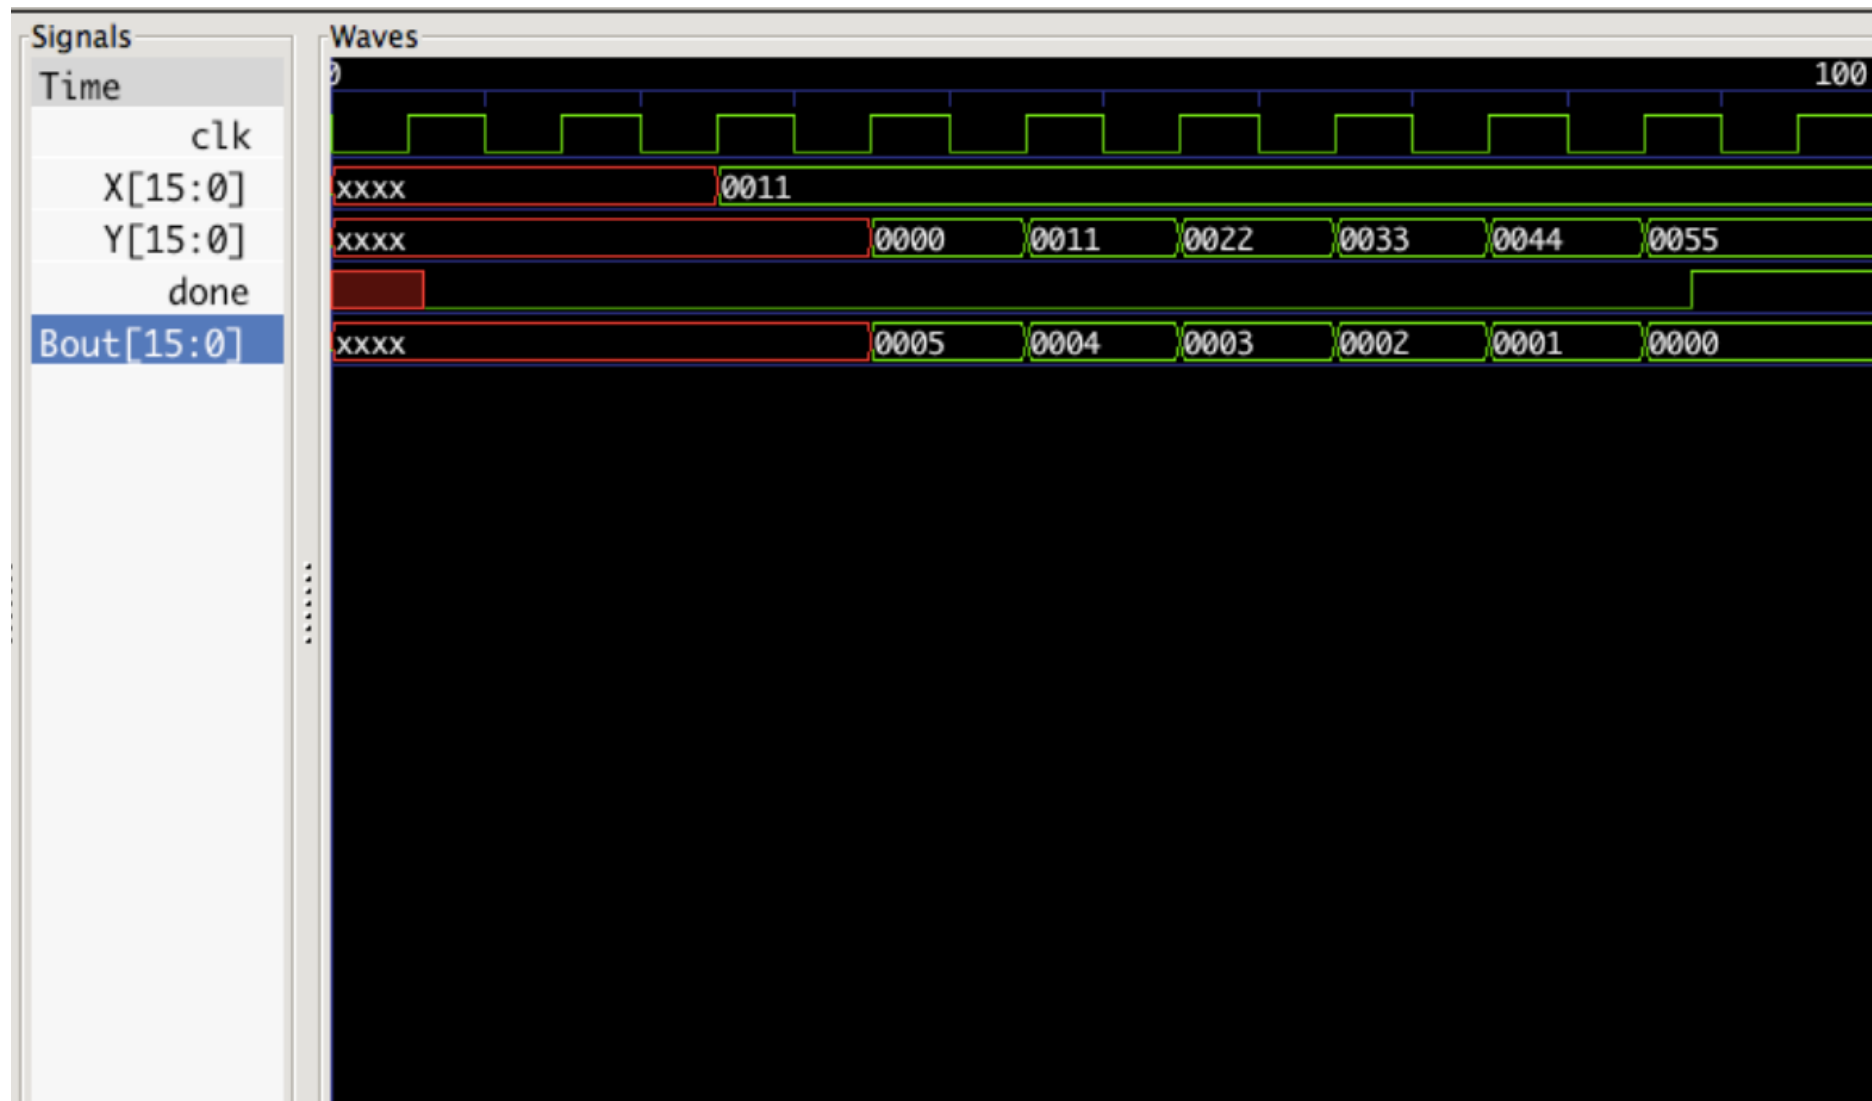 Signals Waves
Time 0 100
clk
X[15:0] xxxx 0011
Y[15:0] xxxx 0000 0011 0022 0033 0044 0055
done
Bout[15:0] xxxx 0005 0004 0003 0002 0001 0000